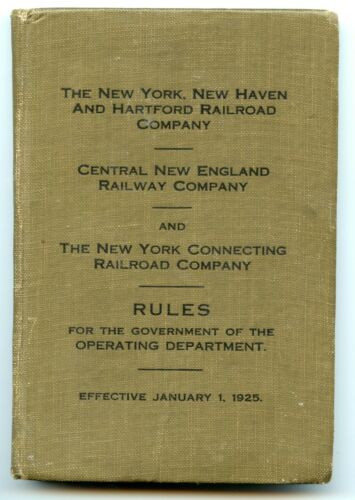 THE NEW YORK, NEW HAVEN
AND HARTFORD RAILROAD
COMPANY
CENTRAL NEW ENGLAND
RAILWAY COMPANY
AND
THE NEW YORK CONNECTING
RAILROAD COMPANY
RULES
FOR THE GOVERNMENT OF THE
OPERATING DEPARTMENT.
EFFECTIVE JANUARY 1, 1925.